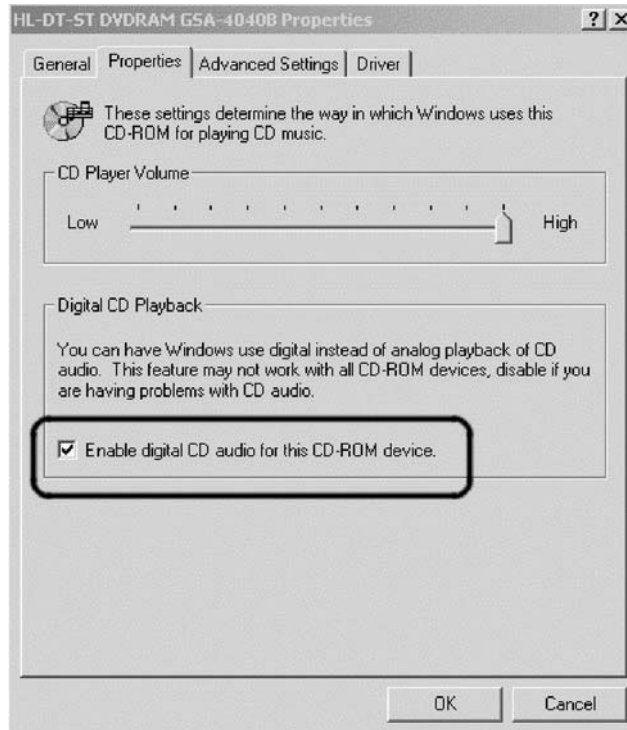 HL-DT-ST DVDRAM GSA-4040B Properties
General Properties Advanced Settings Driver
These settings determine the way in which Windows uses this
CD-ROM for playing CD music.
CD Player Volume
Low High
Digital CD Playback
You can have Windows use digital instead of analog playback of CD
audio. This feature may not work with all CD-ROM devices, disable if you
are having problems with CD audio.
Enable digital CD audio for this CD-ROM device.
OK Cancel